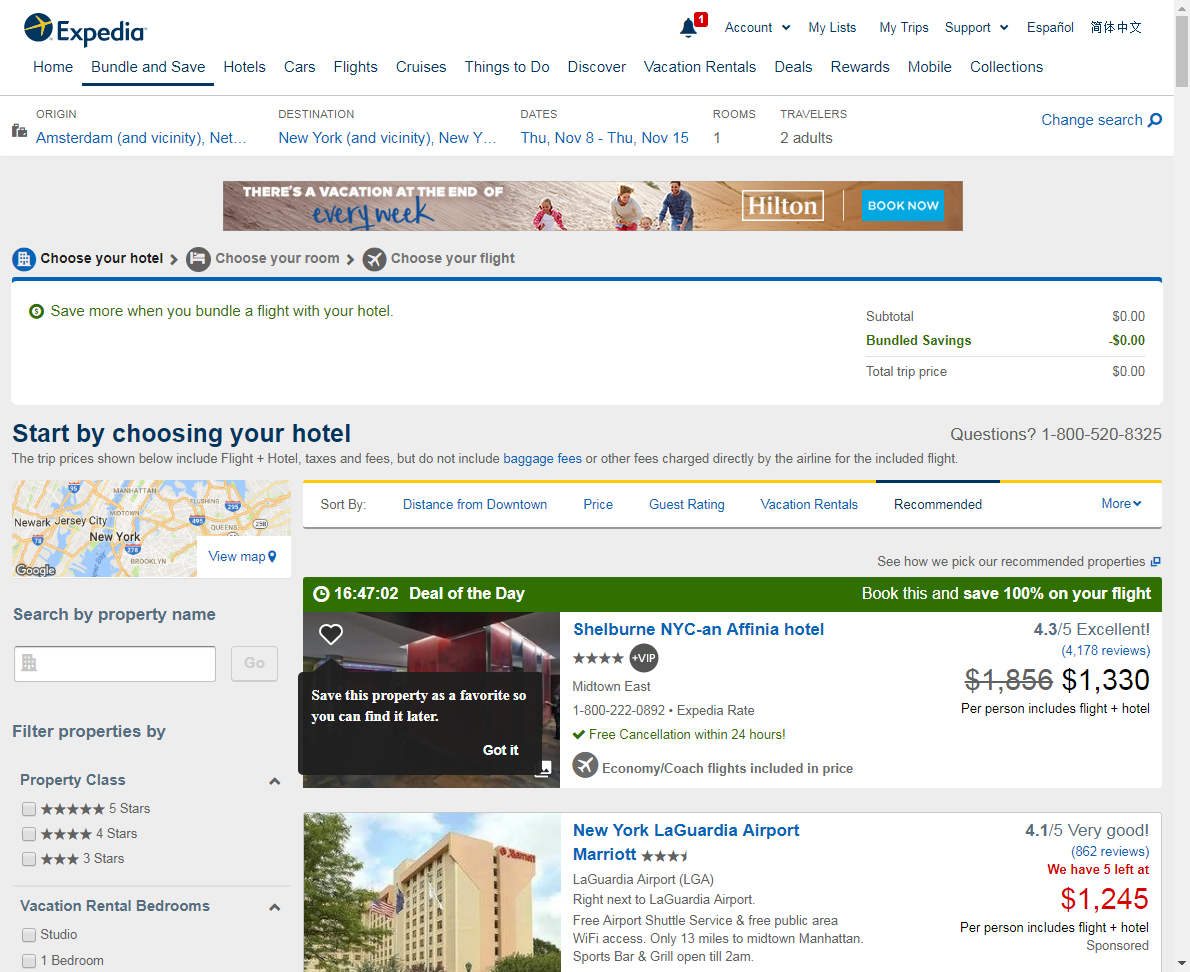 Expedia
1
Account
My Lists
My Trips
Support
Español
简体中文
Home
Bundle and Save
Hotels
Cars
Flights
Cruises
Things to Do
Discover
Vacation Rentals
Deals
Rewards
Mobile
Collections
ORIGIN
Amsterdam (and vicinity), Net...
DESTINATION
New York (and vicinity), New Y...
DATES
Thu, Nov 8 - Thu, Nov 15
ROOMS
1
TRAVELERS
2 adults
Change search
THERE'S A VACATION AT THE END OF
every week
Hilton
BOOK NOW
Choose your hotel
Choose your room
Choose your flight
Save more when you bundle a flight with your hotel.
Subtotal $0.00
Bundled Savings -$0.00
Total trip price $0.00
Start by choosing your hotel
Questions? 1-800-520-8325
The trip prices shown below include Flight + Hotel, taxes and fees, but do not include baggage fees or other fees charged directly by the airline for the included flight.
95
MANHATTAN
FLUSHING
MIDTOWN
295
Newark
Jersey City
495
QUEENS
25B
New York
78
278
BROOKLYN
Google
View map
Sort By:
Distance from Downtown
Price
Guest Rating
Vacation Rentals
Recommended
More
See how we pick our recommended properties
Search by property name
Go
Filter properties by
Property Class
5 Stars
4 Stars
3 Stars
Vacation Rental Bedrooms
Studio
1 Bedroom
16:47:02 Deal of the Day
Book this and save 100% on your flight
Save this property as a favorite so
you can find it later.
Got it
Shelburne NYC-an Affinia hotel
+VIP
Midtown East
1-800-222-0892 • Expedia Rate
Free Cancellation within 24 hours!
Economy/Coach flights included in price
4.3/5 Excellent!
(4,178 reviews)
$1,856 $1,330
Per person includes flight + hotel
Marriott
New York LaGuardia Airport
Marriott
LaGuardia Airport (LGA)
Right next to LaGuardia Airport.
Free Airport Shuttle Service & free public area
WiFi access. Only 13 miles to midtown Manhattan.
Sports Bar & Grill open till 2am.
4.1/5 Very good!
(862 reviews)
We have 5 left at
$1,245
Per person includes flight + hotel
Sponsored